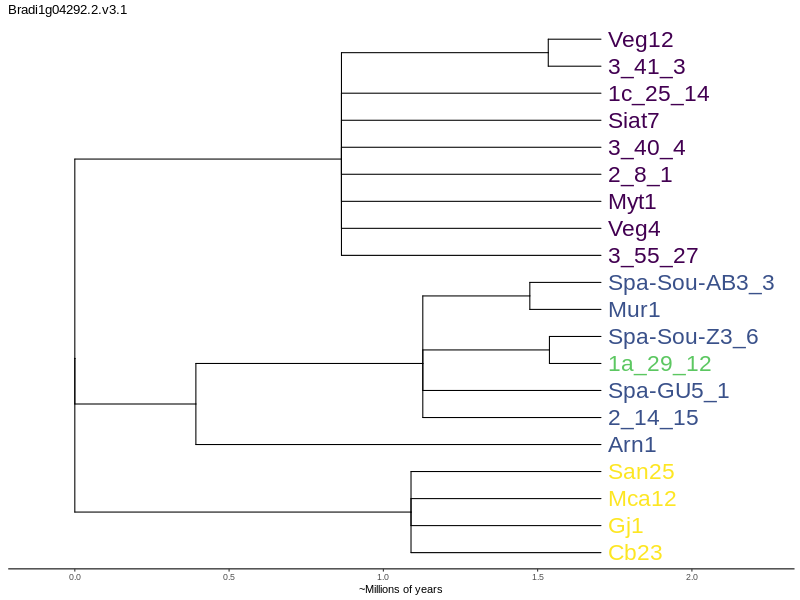 Bradi1g04292.2.v3.1
Veg12
3_41_3
1c_25_14
Siat7
3_40_4
2_8_1
Myt1
Veg4
3_55_27
Spa-Sou-AB3_3
Mur1
Spa-Sou-Z3_6
1a_29_12
Spa-GU5_1
2_14_15
Arn1
San25
Mca12
Gj1
Cb23
0.0 0.5 1.0 1.5 2.0
~Millions of years